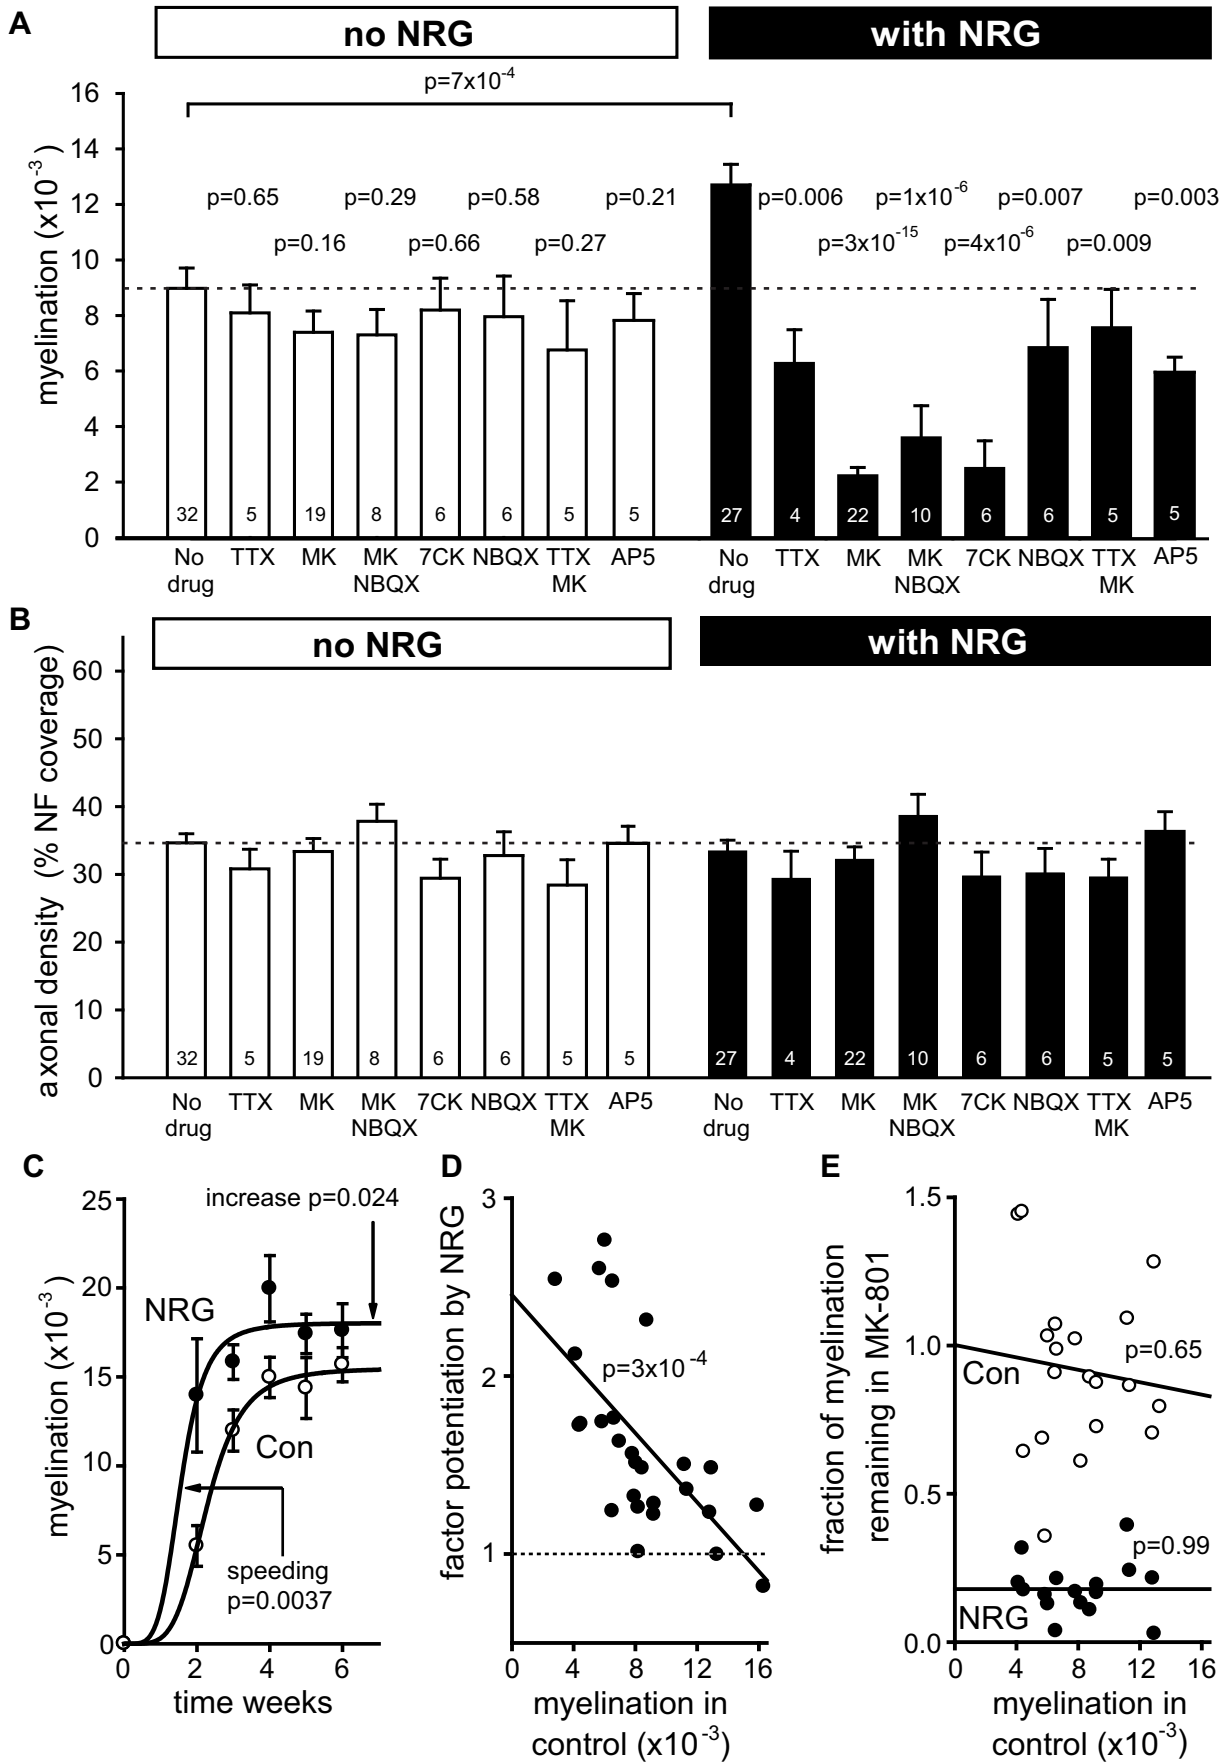 A
no NRG
with NRG
p=7x10⁻⁴
myelination (x10⁻³)
16
14
12
10
8
6
4
2
0
p=0.65
p=0.29
p=0.58
p=0.21
p=0.16
p=0.66
p=0.27
p=0.006
p=1x10⁻⁶
p=0.007
p=0.003
p=3x10⁻¹⁵
p=4x10⁻⁶
p=0.009
32 5 19 8 6 6 5 5 27 4 22 10 6 6 5 5
No TTX MK MK 7CK NBQX TTX AP5 No TTX MK MK 7CK NBQX TTX AP5
drug NBQX MK drug NBQX MK
B
no NRG
with NRG
axonal density (% NF coverage)
60
50
40
30
20
10
0
32 5 19 8 6 6 5 5 27 4 22 10 6 6 5 5
No TTX MK MK 7CK NBQX TTX AP5 No TTX MK MK 7CK NBQX TTX AP5
drug NBQX MK drug NBQX MK
C
myelination (x10⁻³)
25
20
15
10
5
0
increase p=0.024
NRG
Con
speeding
p=0.0037
0 2 4 6
time weeks
D
factor potentiation by NRG
3
2
1
p=3x10⁻⁴
0 4 8 12 16
myelination in
control (x10⁻³)
E
fraction of myelination
remaining in MK-801
1.5
1.0
0.5
0.0
p=0.65
Con
p=0.99
NRG
0 4 8 12 16
myelination in
control (x10⁻³)